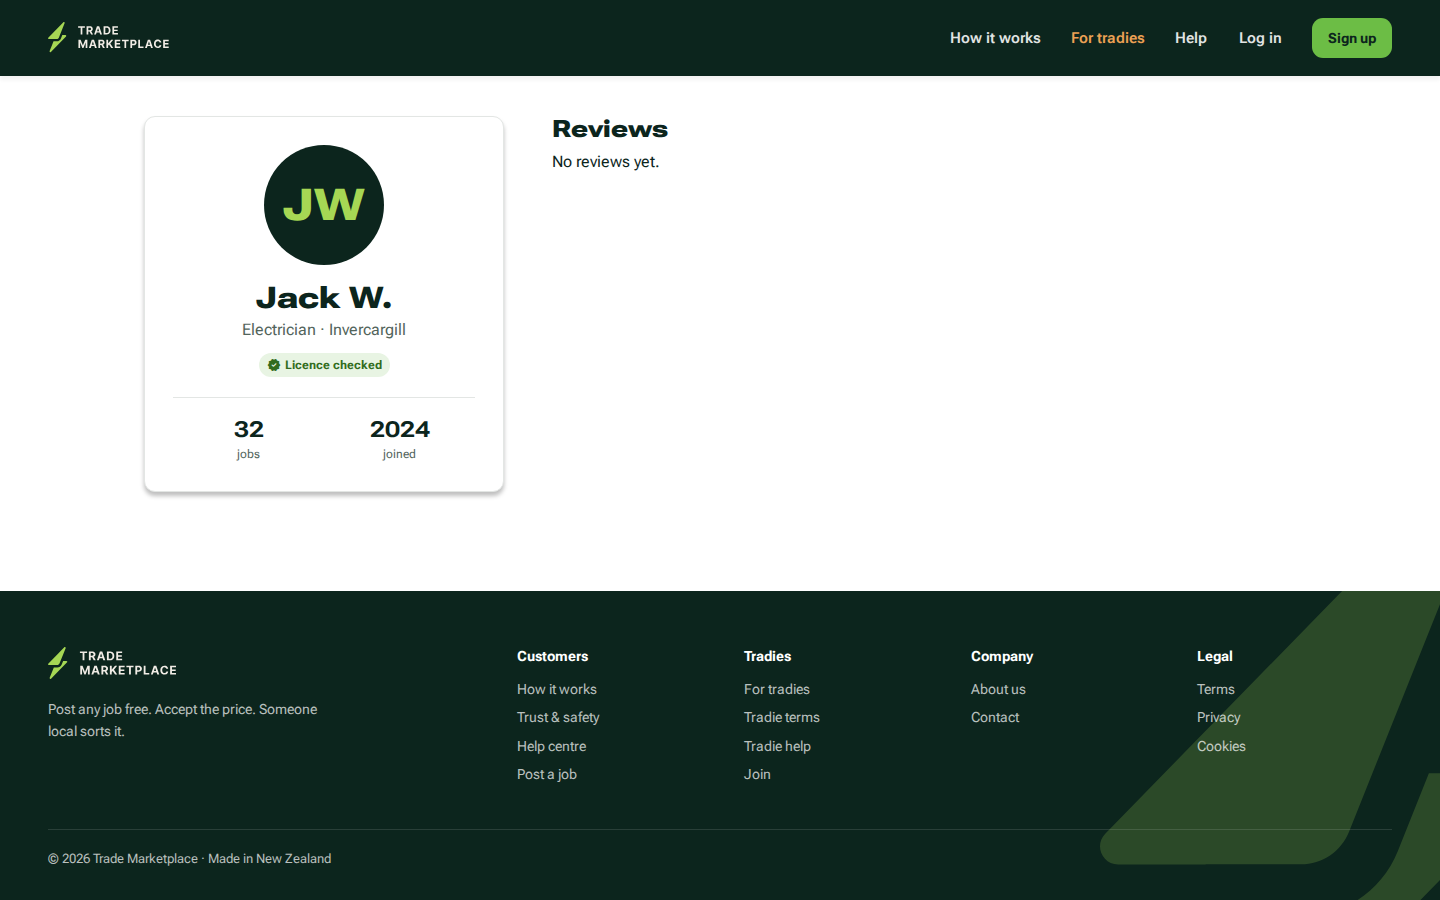 TRADE
MARKETPLACE
How it works
For tradies
Help
Log in
Sign up
JW
Jack W.
Electrician · Invercargill
Licence checked
32
jobs
2024
joined
Reviews
No reviews yet.
TRADE
MARKETPLACE
Post any job free. Accept the price. Someone
local sorts it.
Customers
How it works
Trust & safety
Help centre
Post a job
Tradies
For tradies
Tradie terms
Tradie help
Join
Company
About us
Contact
Legal
Terms
Privacy
Cookies
© 2026 Trade Marketplace · Made in New Zealand